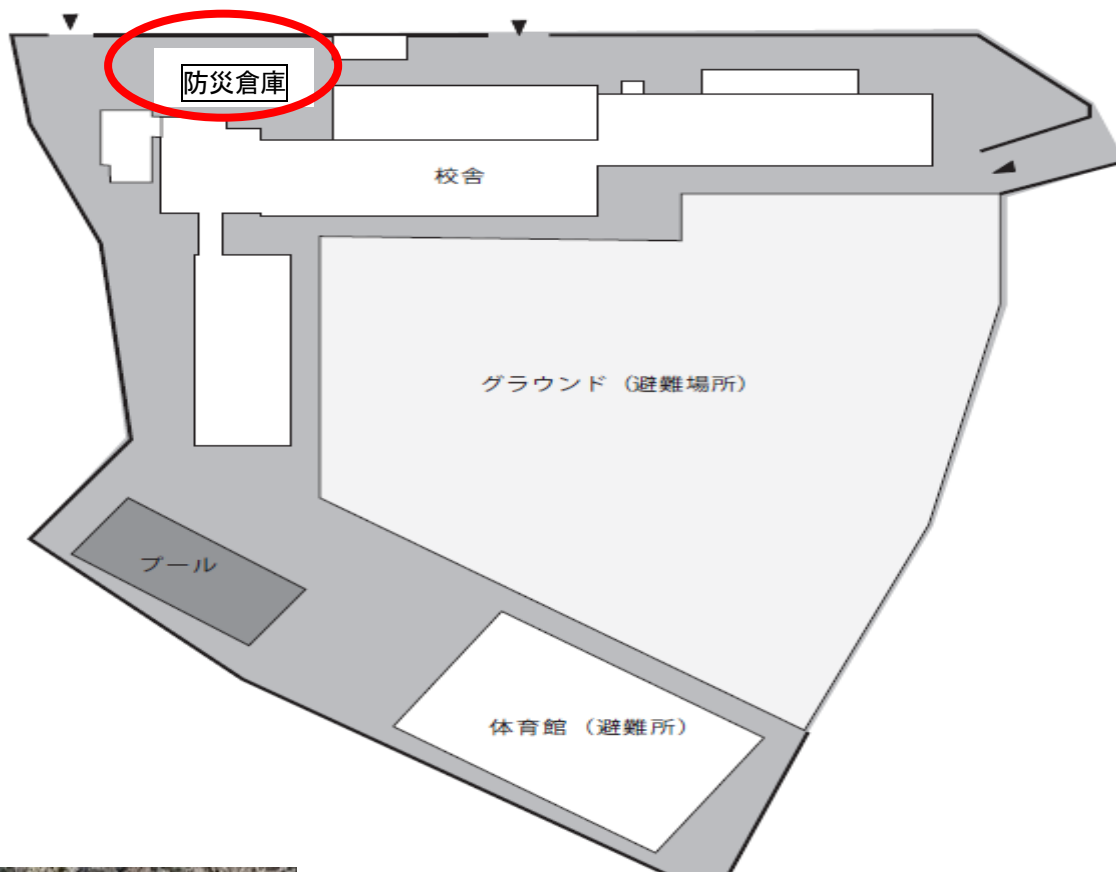 防災倉庫
校舎
グラウンド（避難場所）
プール
体育館（避難所）